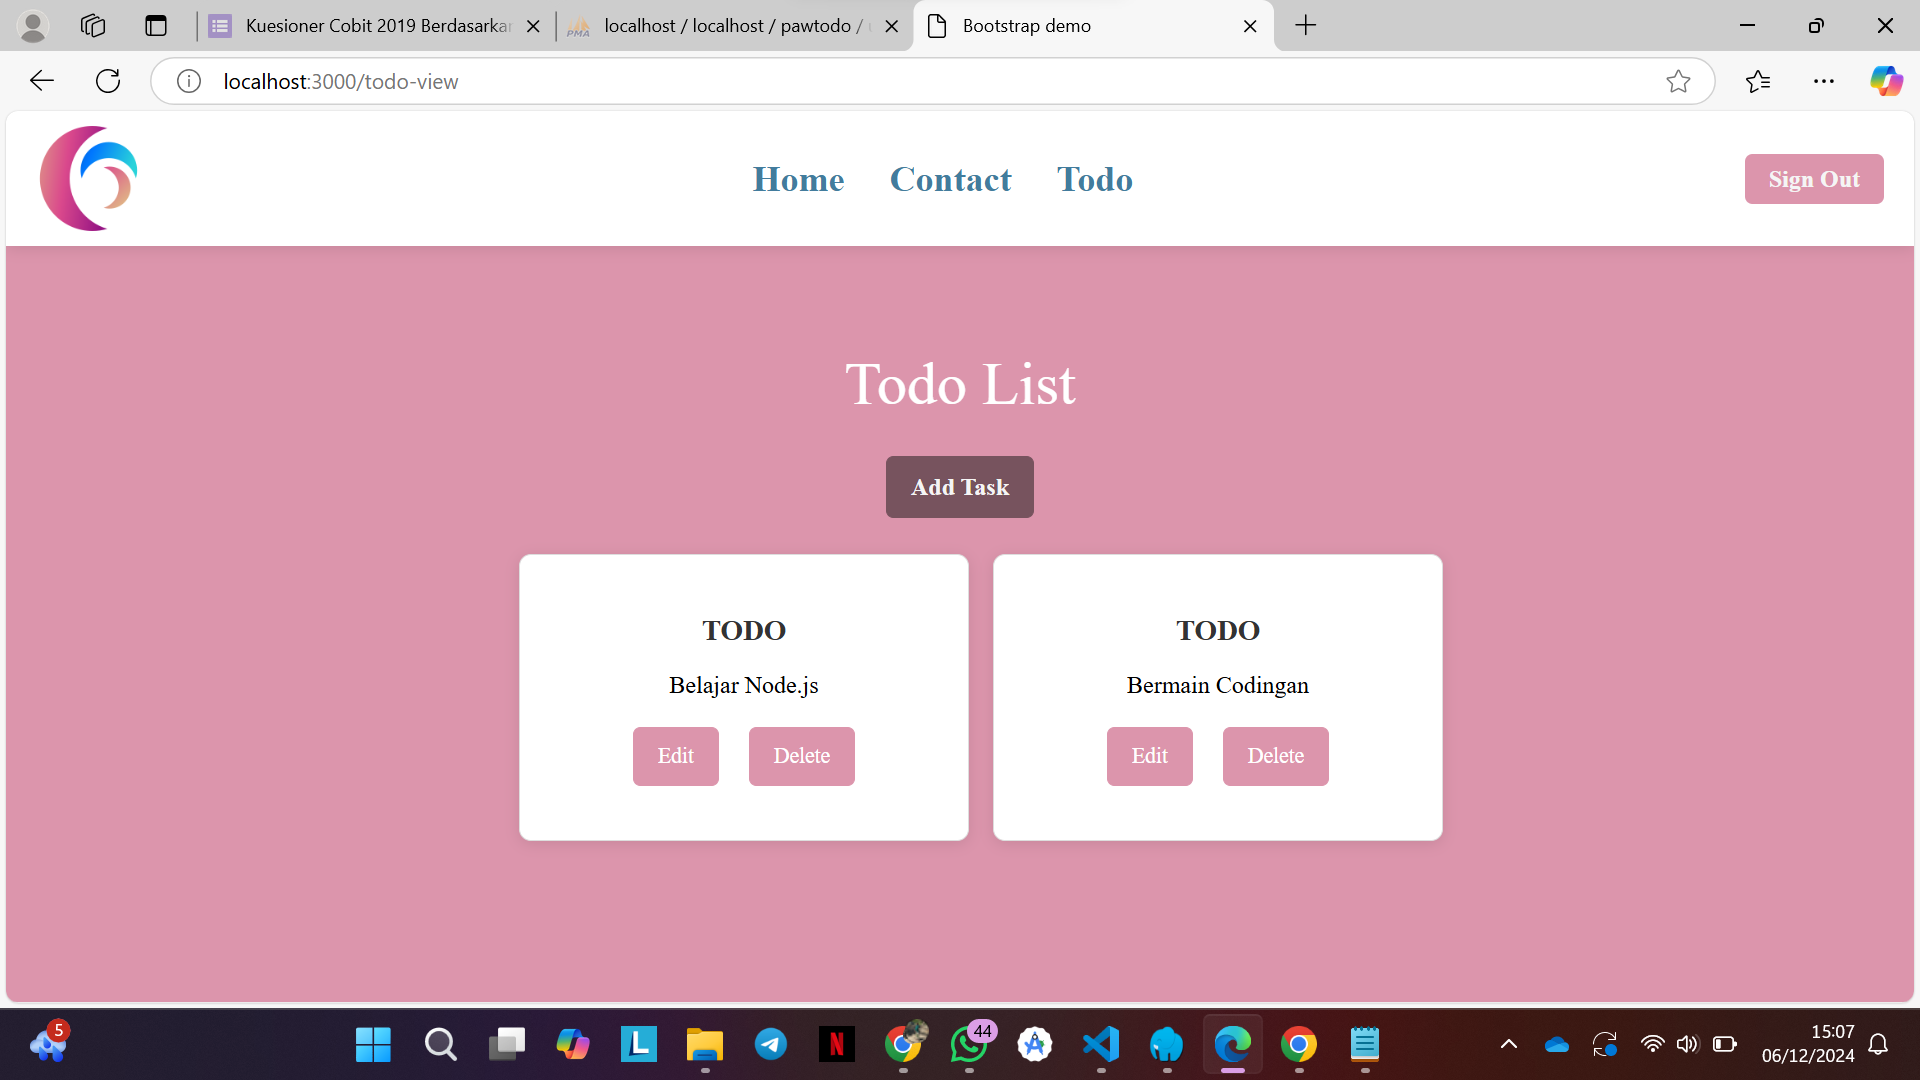 Kuesioner Cobit 2019 Berdasarkan
PMA
localhost / localhost / pawtodo /
Bootstrap demo
localhost:3000/todo-view
Home Contact Todo
Sign Out
Todo List
Add Task
TODO
Belajar Node.js
Edit Delete
TODO
Bermain Codingan
Edit Delete
5
L
N
44
15:07
06/12/2024